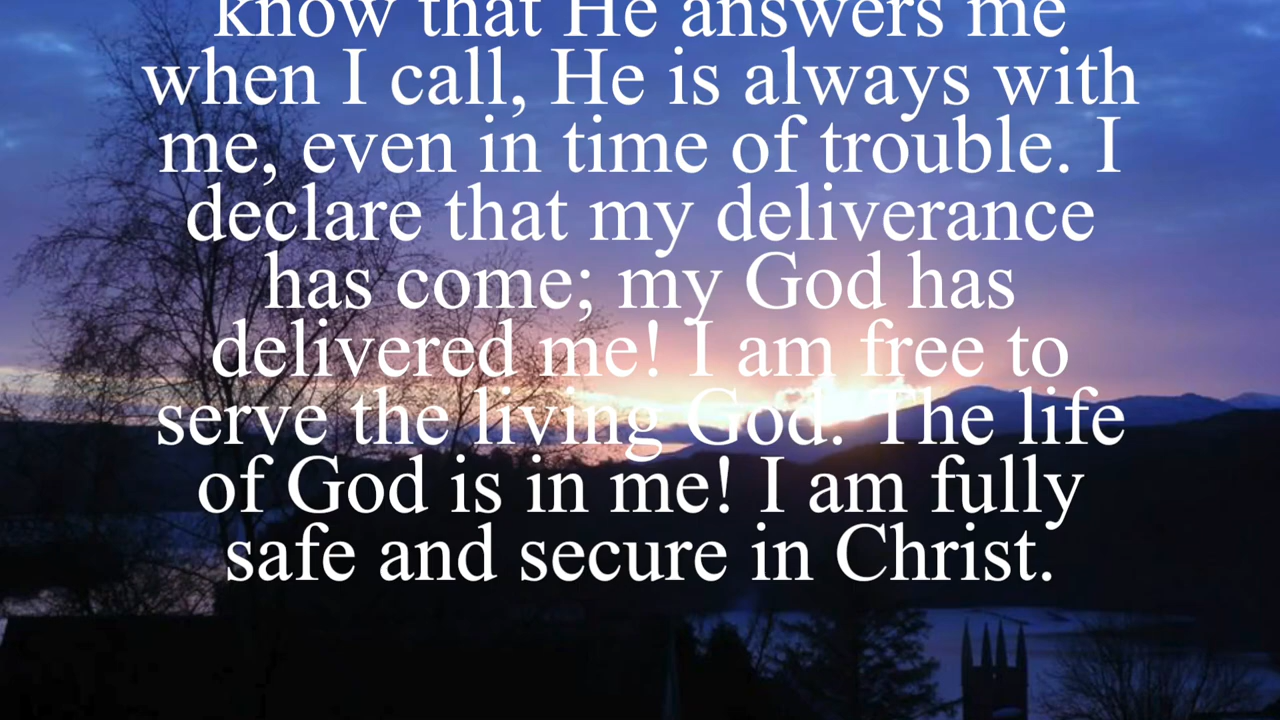 know that He answers me
when I call, He is always with
me, even in time of trouble. I
declare that my deliverance
has come; my God has
delivered me! I am free to
serve the living God. The life
of God is in me! I am fully
safe and secure in Christ.